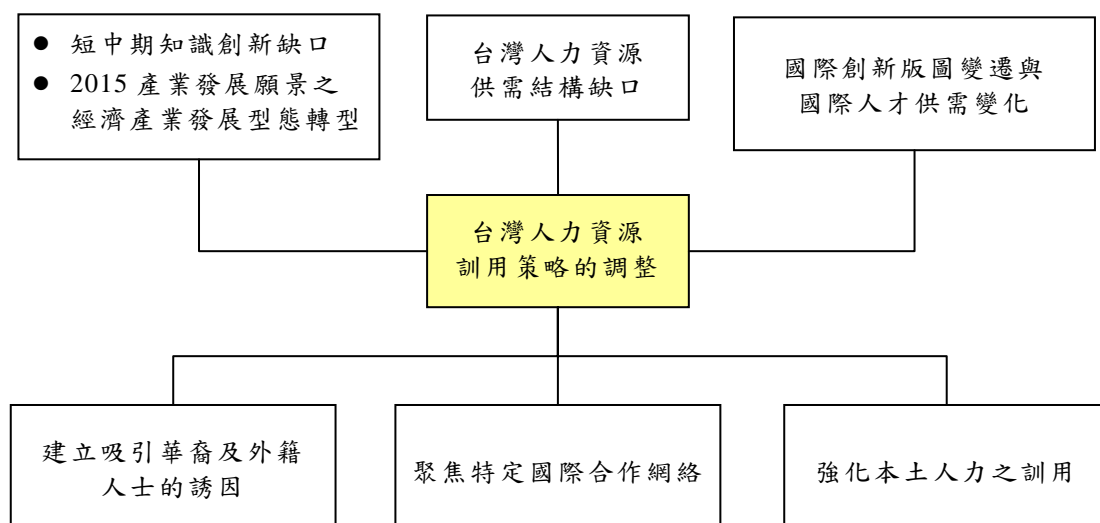 ● 短中期知識創新缺口
● 2015 產業發展願景之
經濟產業發展型態轉型
台灣人力資源
供需結構缺口
國際創新版圖變遷與
國際人才供需變化
台灣人力資源
訓用策略的調整
建立吸引華裔及外籍
人士的誘因
聚焦特定國際合作網絡
強化本土人力之訓用